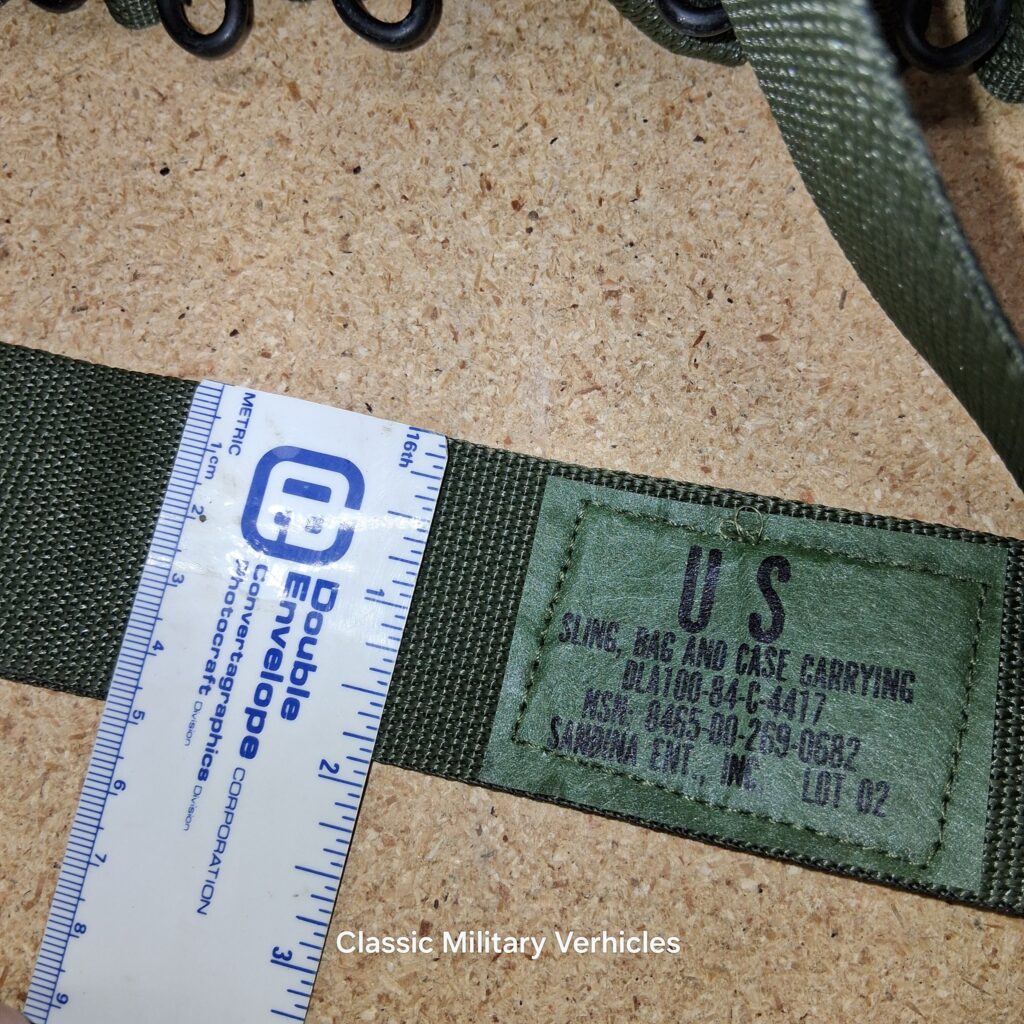 METRIC
1 cm
2
3
4
5
6
7
8
9
16th
1
2
3
Double
Envelope CORPORATION
Convertagraphics Division
Photocraft Division
U S
SLING, BAG AND CASE CARRYING
DLA100-84-C-4417
NSN: 8465-00-269-0682
SANDINA ENT., INC. LOT 02
Classic Military Verhicles